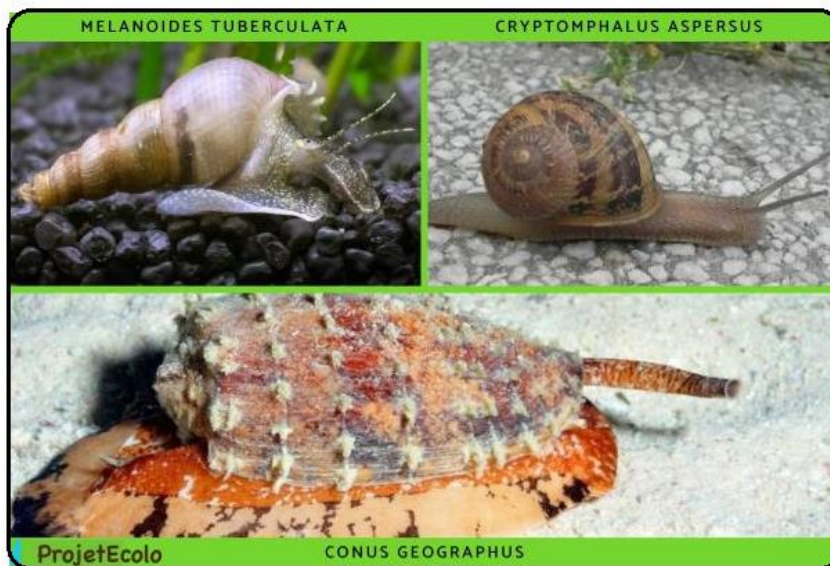 MELANOIDES TUBERCULATA
CRYPTOMPHALUS ASPERSUS
ProjetEcolo
CONUS GEOGRAPHUS